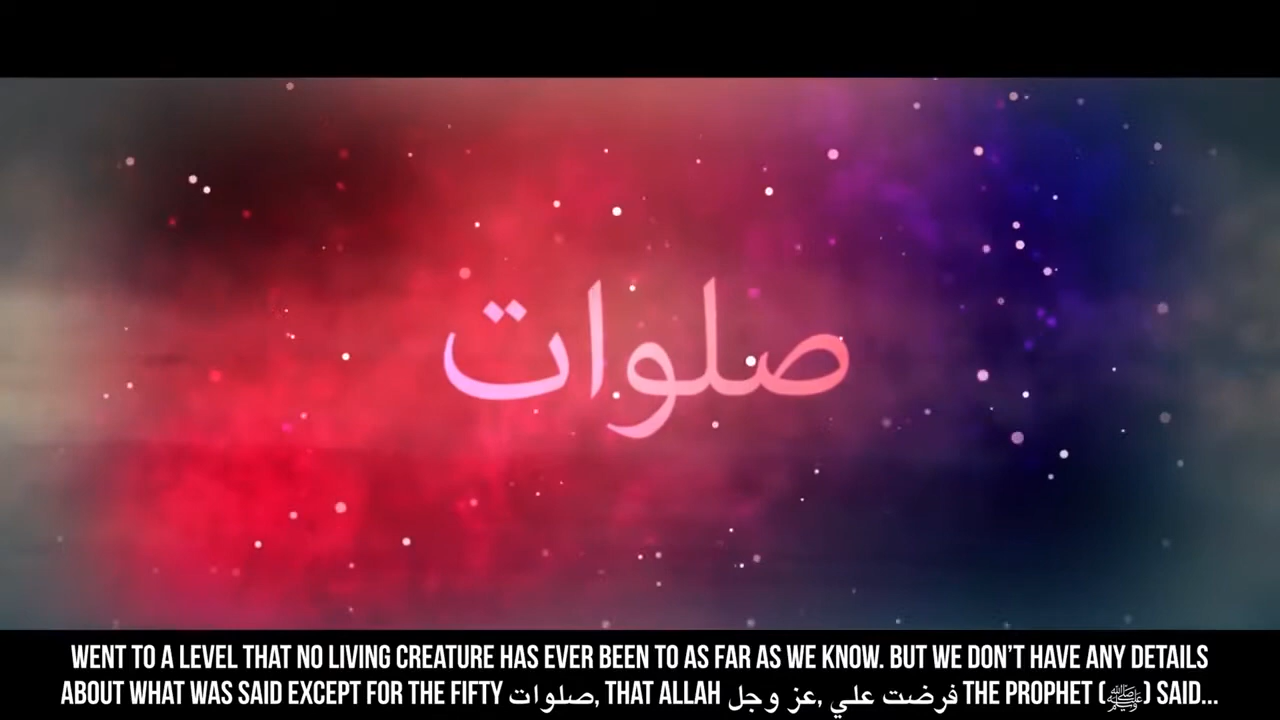 صلوات
WENT TO A LEVEL THAT NO LIVING CREATURE HAS EVER BEEN TO AS FAR AS WE KNOW. BUT WE DON'T HAVE ANY DETAILS
ABOUT WHAT WAS SAID EXCEPT FOR THE FIFTY صلوات, THAT ALLAH عز وجل, فرضت علي THE PROPHET (ﷺ) SAID...